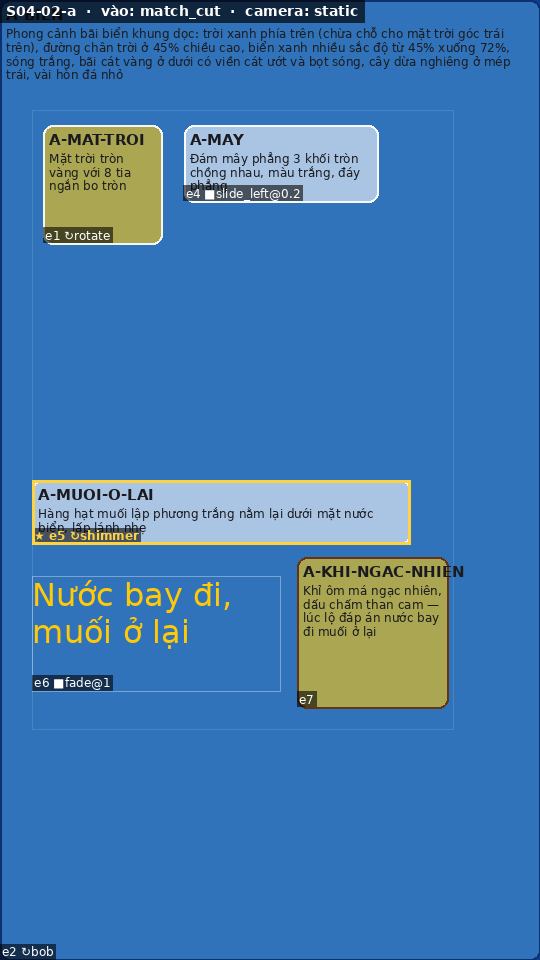 S04-02-a · vào: match_cut · camera: static
Phong cảnh bãi biển khung dọc: trời xanh phía trên (chừa chỗ cho mặt trời góc trái
trên), đường chân trời ở 45% chiều cao, biển xanh nhiều sắc độ từ 45% xuống 72%,
sóng trắng, bãi cát vàng ở dưới có viền cát ướt và bọt sóng, cây dừa nghiêng ở mép
trái, vài hòn đá nhỏ
A-MAT-TROI
Mặt trời tròn
vàng với 8 tia
ngắn bo tròn
e1 ↻rotate
A-MAY
Đám mây phẳng 3 khối tròn
chồng nhau, màu trắng, đáy
phẳng
e4 ■slide_left@0.2
A-MUOI-O-LAI
Hàng hạt muối lập phương trắng nằm lại dưới mặt nước
biển, lấp lánh nhẹ
★ e5 ↻shimmer
Nước bay đi,
muối ở lại
e6 ■fade@1
A-KHI-NGAC-NHIEN
Khỉ ôm má ngạc nhiên,
dấu chấm than cam —
lúc lộ đáp án nước bay
đi muối ở lại
e7
e2 ↻bob